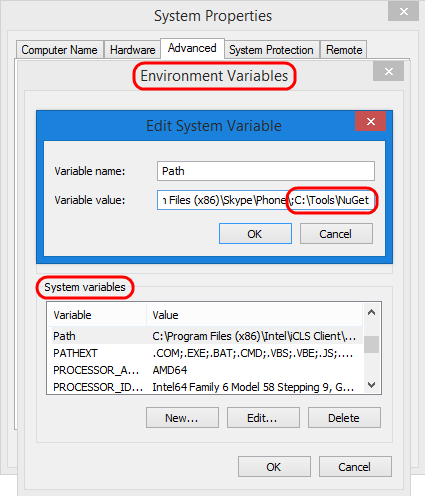 System Properties
Computer Name Hardware Advanced System Protection Remote
Environment Variables
Edit System Variable
Variable name: Path
Variable value: n Files (x86)\Skype\Phone\;C:\Tools\NuGet
OK Cancel
System variables
Variable Value
Path C:\Program Files (x86)\Intel\iCLS Client\...
PATHEXT .COM;.EXE;.BAT;.CMD;.VBS;.VBE;.JS;....
PROCESSOR_A... AMD64
PROCESSOR_ID... Intel64 Family 6 Model 58 Stepping 9, G...
New... Edit... Delete
OK Cancel